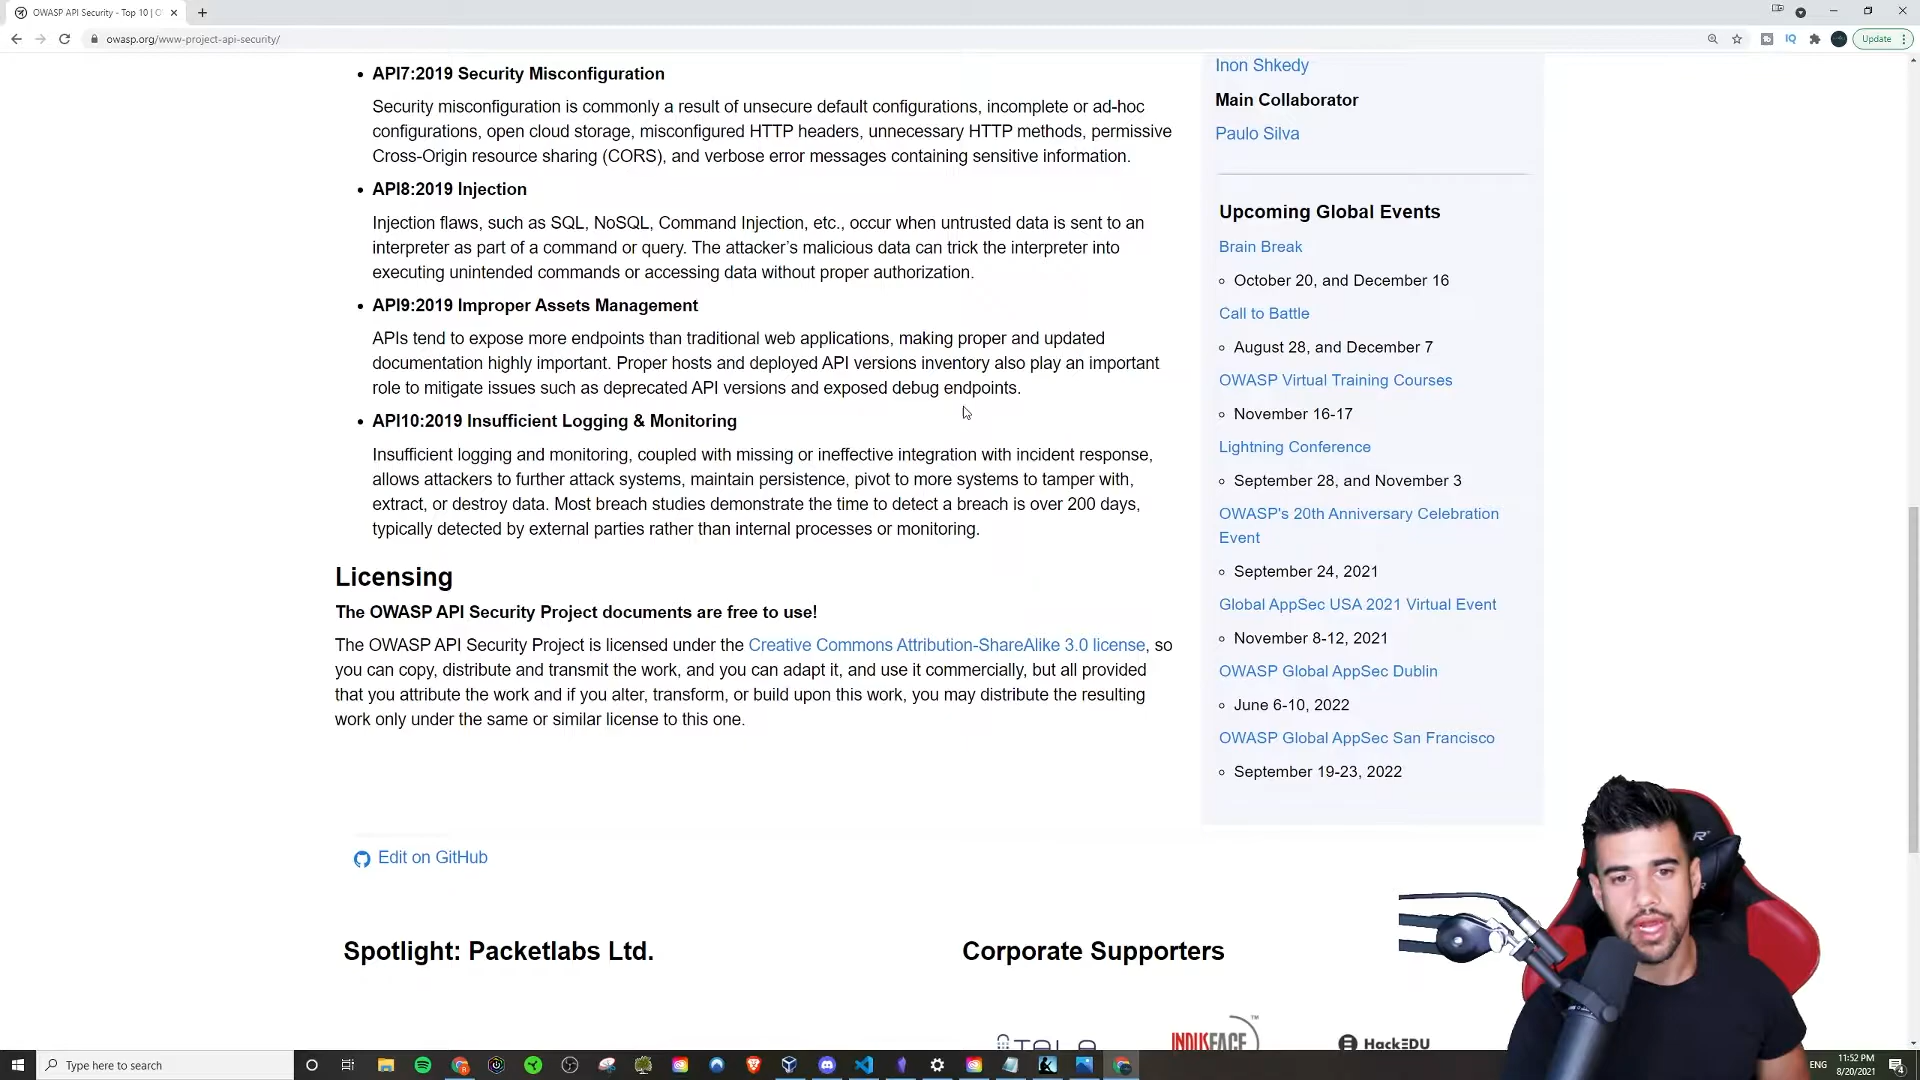 OWASP API Security - Top 10 | O
owasp.org/www-project-api-security/
IQ
Update
API7:2019 Security Misconfiguration
Security misconfiguration is commonly a result of unsecure default configurations, incomplete or ad-hoc
configurations, open cloud storage, misconfigured HTTP headers, unnecessary HTTP methods, permissive
Cross-Origin resource sharing (CORS), and verbose error messages containing sensitive information.
API8:2019 Injection
Injection flaws, such as SQL, NoSQL, Command Injection, etc., occur when untrusted data is sent to an
interpreter as part of a command or query. The attacker's malicious data can trick the interpreter into
executing unintended commands or accessing data without proper authorization.
API9:2019 Improper Assets Management
APIs tend to expose more endpoints than traditional web applications, making proper and updated
documentation highly important. Proper hosts and deployed API versions inventory also play an important
role to mitigate issues such as deprecated API versions and exposed debug endpoints.
API10:2019 Insufficient Logging & Monitoring
Insufficient logging and monitoring, coupled with missing or ineffective integration with incident response,
allows attackers to further attack systems, maintain persistence, pivot to more systems to tamper with,
extract, or destroy data. Most breach studies demonstrate the time to detect a breach is over 200 days,
typically detected by external parties rather than internal processes or monitoring.
Licensing
The OWASP API Security Project documents are free to use!
The OWASP API Security Project is licensed under the Creative Commons Attribution-ShareAlike 3.0 license, so
you can copy, distribute and transmit the work, and you can adapt it, and use it commercially, but all provided
that you attribute the work and if you alter, transform, or build upon this work, you may distribute the resulting
work only under the same or similar license to this one.
Edit on GitHub
Inon Shkedy
Main Collaborator
Paulo Silva
Upcoming Global Events
Brain Break
October 20, and December 16
Call to Battle
August 28, and December 7
OWASP Virtual Training Courses
November 16-17
Lightning Conference
September 28, and November 3
OWASP's 20th Anniversary Celebration
Event
September 24, 2021
Global AppSec USA 2021 Virtual Event
November 8-12, 2021
OWASP Global AppSec Dublin
June 6-10, 2022
OWASP Global AppSec San Francisco
September 19-23, 2022
Spotlight: Packetlabs Ltd.
Corporate Supporters
INDUSFACE TM
HackEDU
Type here to search
ENG
11:52 PM
8/20/2021
4